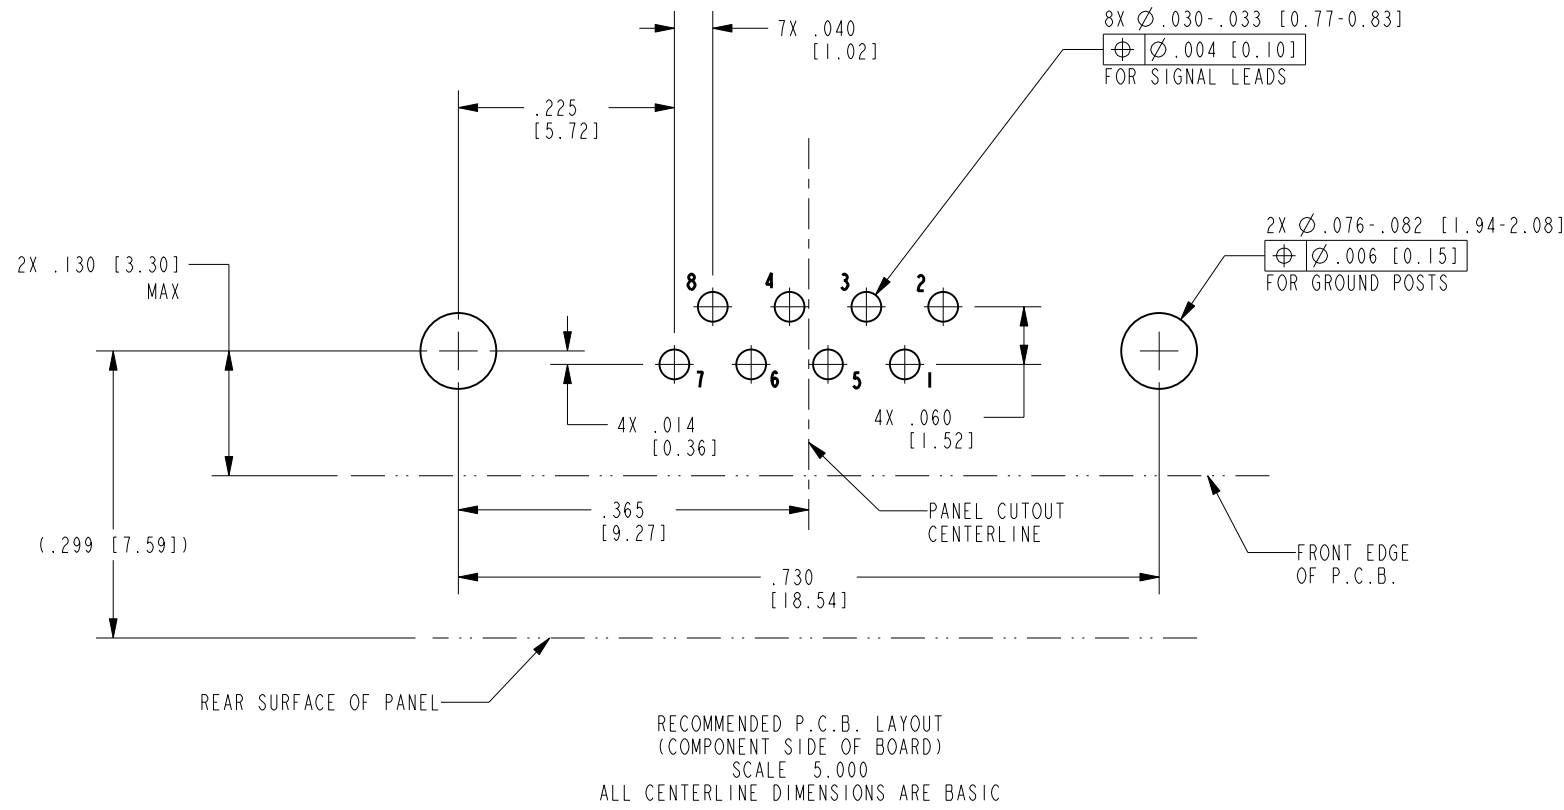 7X .040
[1.02]
8X Ø.030-.033 [0.77-0.83]
⌖ Ø.004 [0.10]
FOR SIGNAL LEADS
.225
[5.72]
2X Ø.076-.082 [1.94-2.08]
⌖ Ø.006 [0.15]
FOR GROUND POSTS
2X .130 [3.30]
MAX
8 4 3 2
7 6 5 1
4X .014
[0.36]
4X .060
[1.52]
.365
[9.27]
PANEL CUTOUT
CENTERLINE
(.299 [7.59])
FRONT EDGE
OF P.C.B.
.730
[18.54]
REAR SURFACE OF PANEL
RECOMMENDED P.C.B. LAYOUT
(COMPONENT SIDE OF BOARD)
SCALE 5.000
ALL CENTERLINE DIMENSIONS ARE BASIC